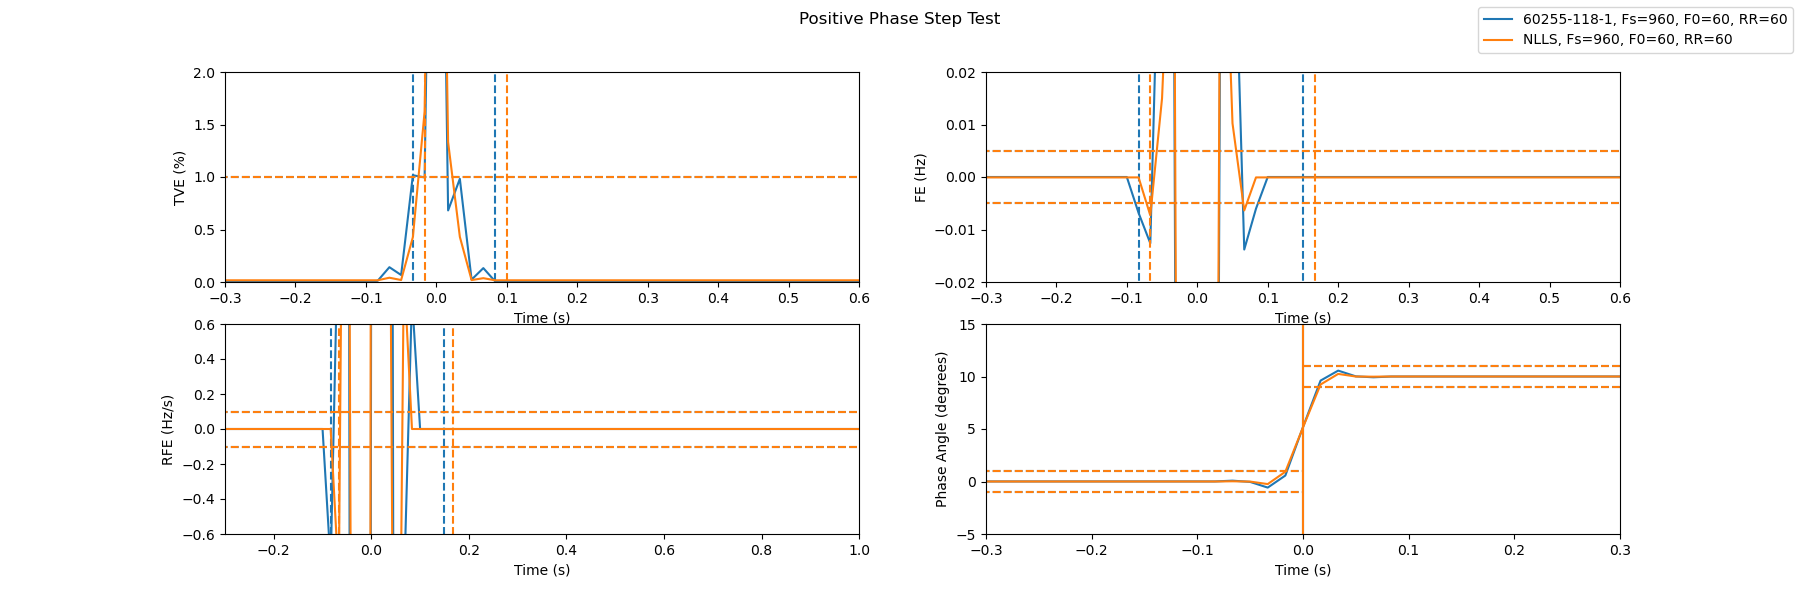 Positive Phase Step Test
60255-118-1, Fs=960, F0=60, RR=60
NLLS, Fs=960, F0=60, RR=60
TVE (%)
2.0
1.5
1.0
0.5
0.0
−0.3 −0.2 −0.1 0.0 0.1 0.2 0.3 0.4 0.5 0.6
Time (s)
FE (Hz)
0.02
0.01
0.00
−0.01
−0.02
−0.3 −0.2 −0.1 0.0 0.1 0.2 0.3 0.4 0.5 0.6
Time (s)
RFE (Hz/s)
0.6
0.4
0.2
0.0
−0.2
−0.4
−0.6
−0.2 0.0 0.2 0.4 0.6 0.8 1.0
Time (s)
Phase Angle (degrees)
15
10
5
0
−5
−0.3 −0.2 −0.1 0.0 0.1 0.2 0.3
Time (s)